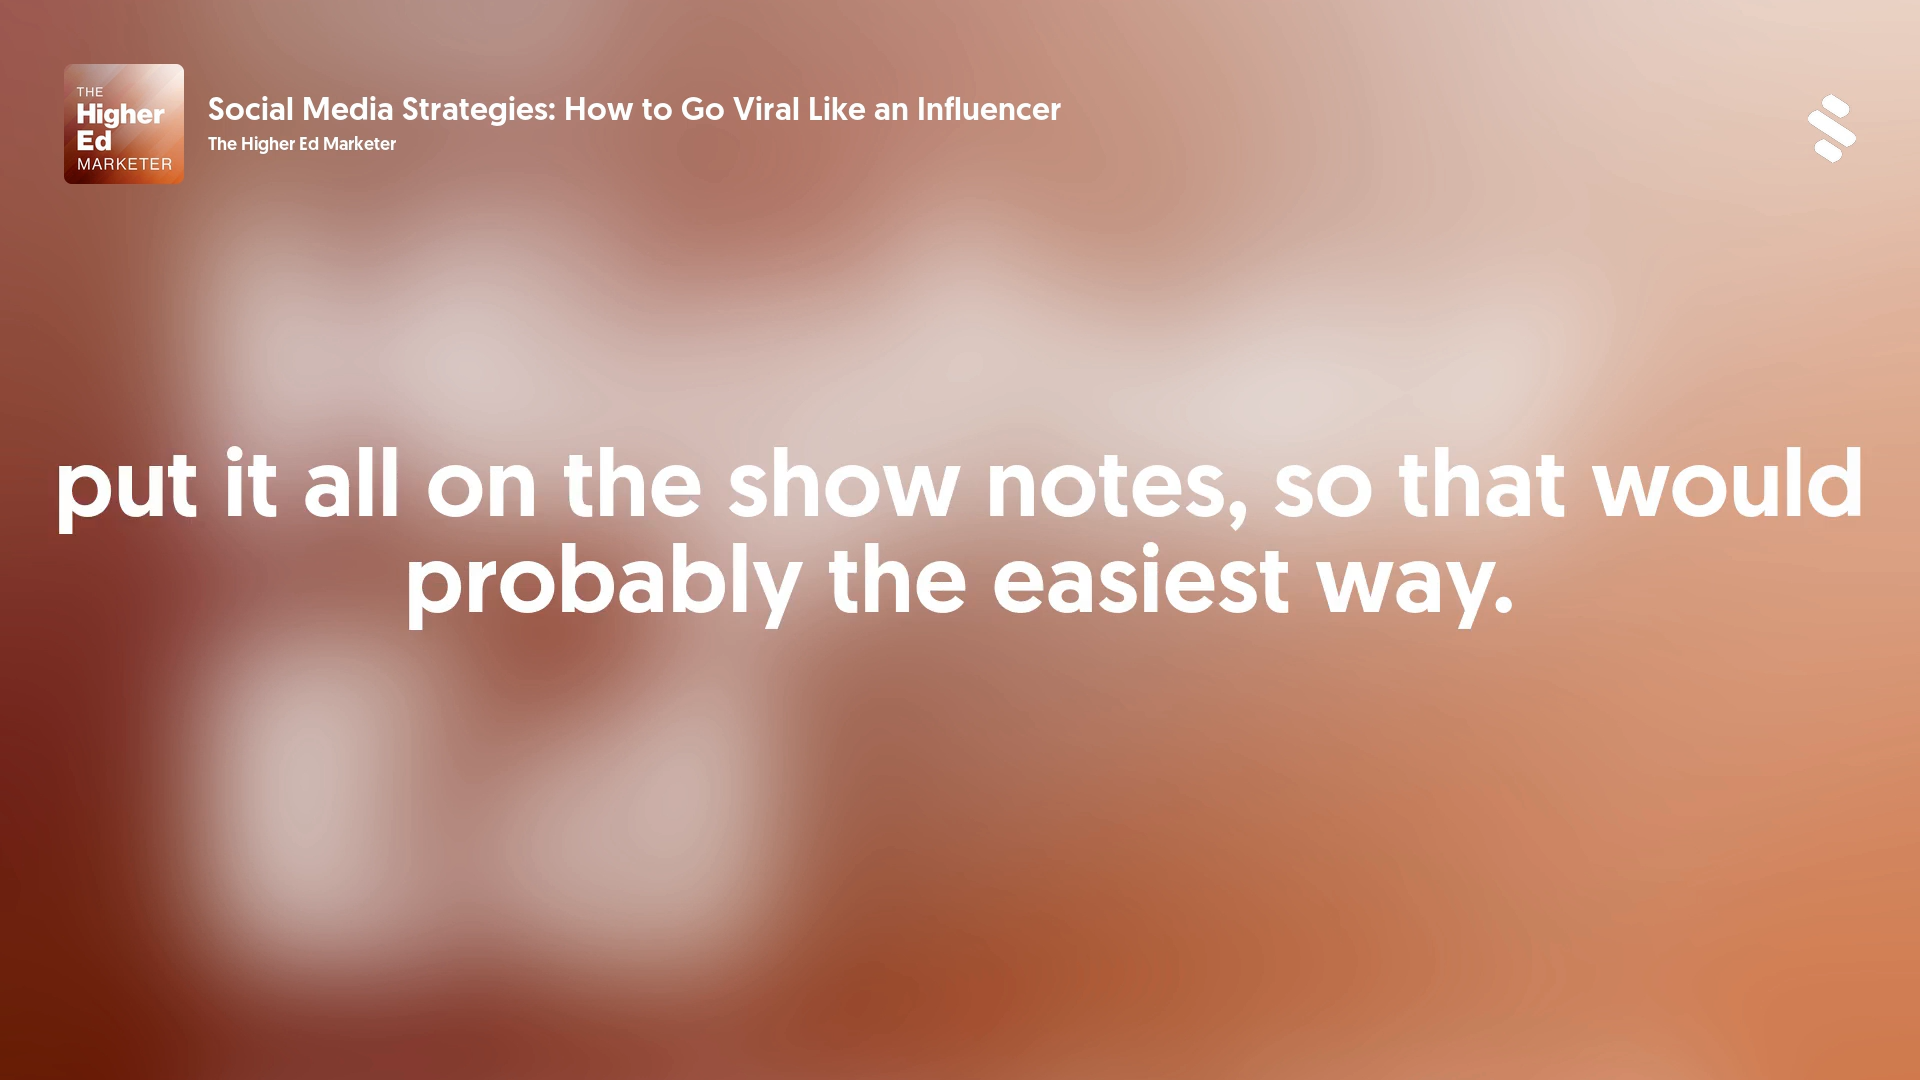 THE
Higher
Ed
MARKETER
Social Media Strategies: How to Go Viral Like an Influencer
The Higher Ed Marketer
put it all on the show notes, so that would
probably the easiest way.